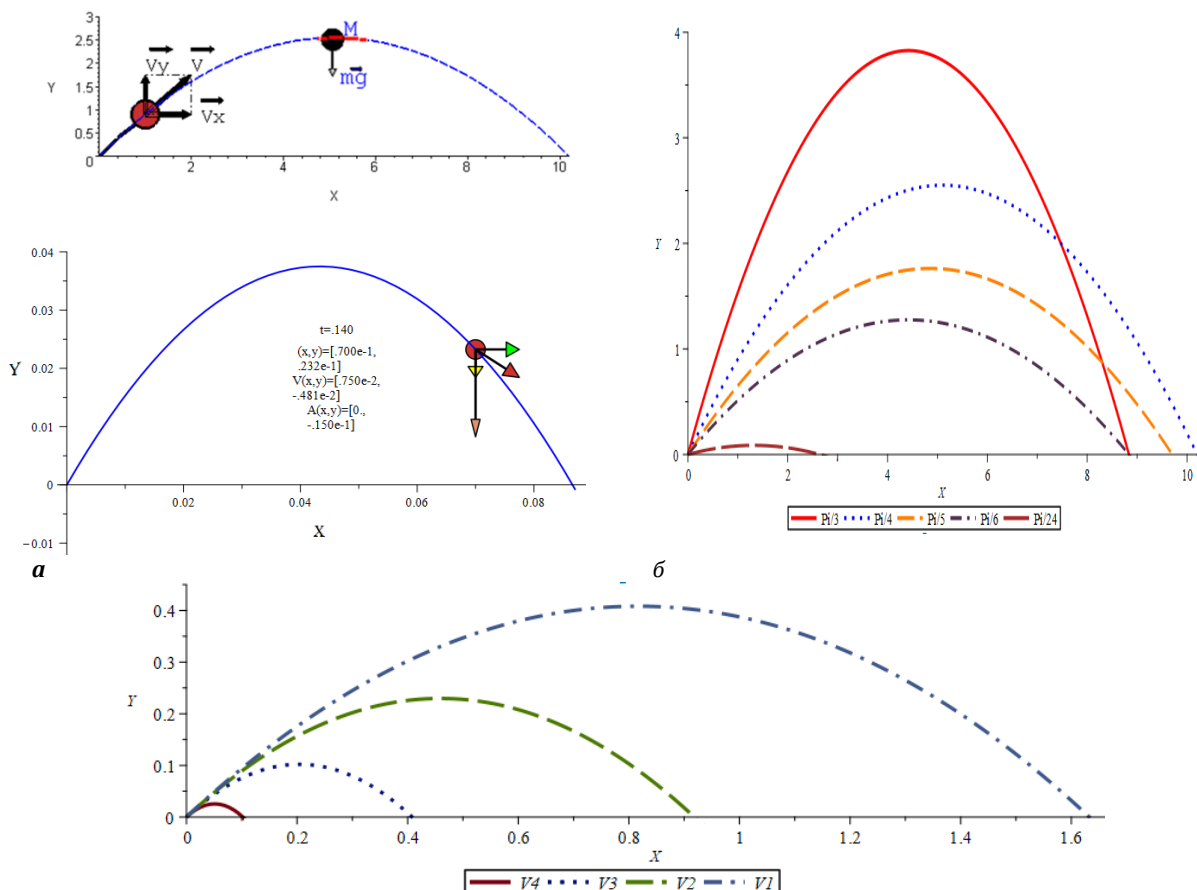 3
2.5
2
1.5
1
0.5
0
Y
Vy
V
Vx
M
mg
2
4
6
8
10
X
0.04
0.03
0.02
0.01
0
−0.01
Y
t=.140
(x,y)=[.700e-1,
.232e-1]
V(x,y)=[.750e-2,
-.481e-2]
A(x,y)=[0.,
-.150e-1]
0.02
0.04
0.06
0.08
X
а
4
3
2
1
0
Y
0
2
4
6
8
10
X
Pi/3 Pi/4 Pi/5 Pi/6 Pi/24
б
0.4
0.3
0.2
0.1
0
Y
0 0.2 0.4 0.6 0.8 1 1.2 1.4 1.6
X
V4 V3 V2 V1